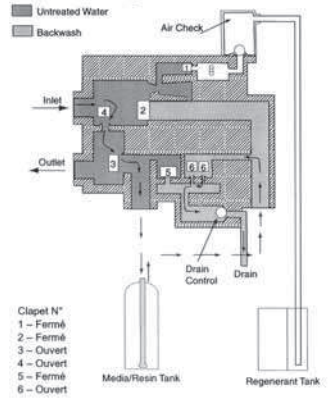 Untreated Water
Backwash
Air Check
1
Inlet
4
2
Outlet
3
5
6 6
Drain
Control
Drain
Clapet N°
1 – Fermé
2 – Fermé
3 – Ouvert
4 – Ouvert
5 – Fermé
6 – Ouvert
Media/Resin Tank
Regenerant Tank